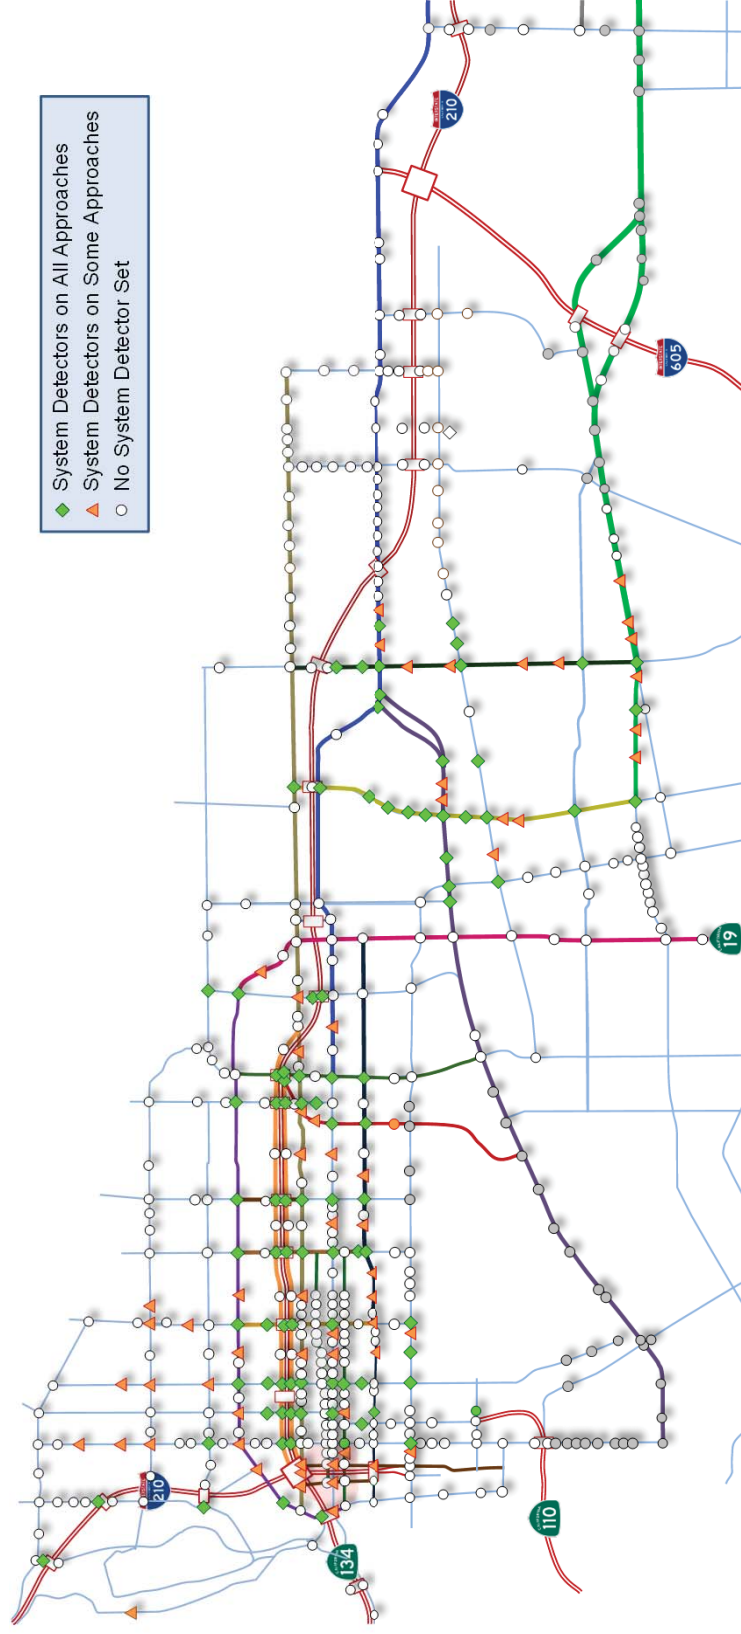 System Detectors on All Approaches
System Detectors on Some Approaches
No System Detector Set
210
605
19
210
134
110